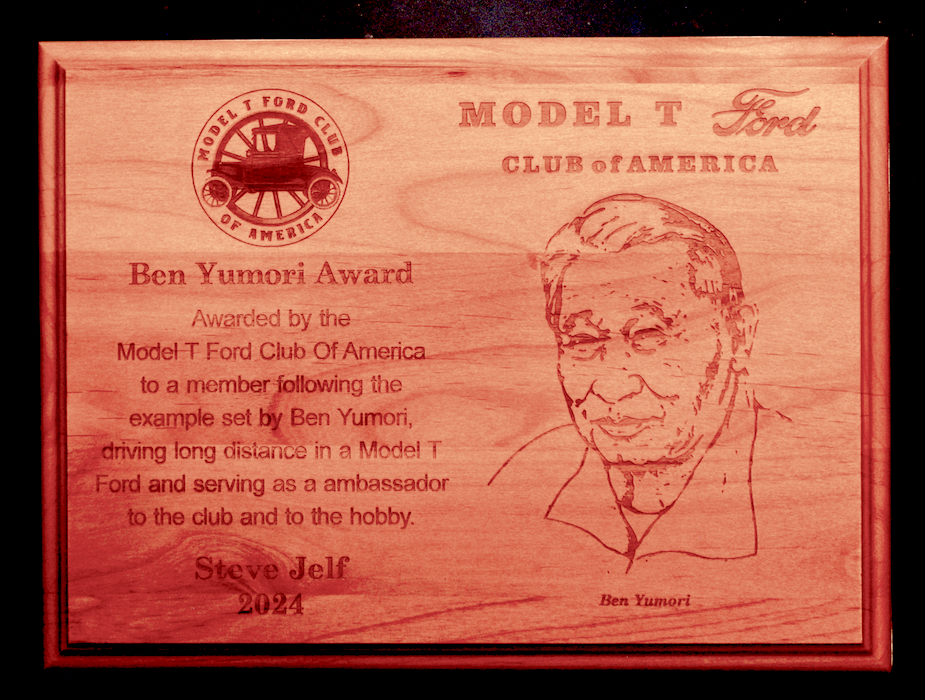 MODEL T FORD CLUB
OF AMERICA
MODEL T Ford
CLUB of AMERICA
Ben Yumori Award
Awarded by the
Model T Ford Club Of America
to a member following the
example set by Ben Yumori,
driving long distance in a Model T
Ford and serving as a ambassador
to the club and to the hobby.
Steve Jelf
2024
Ben Yumori